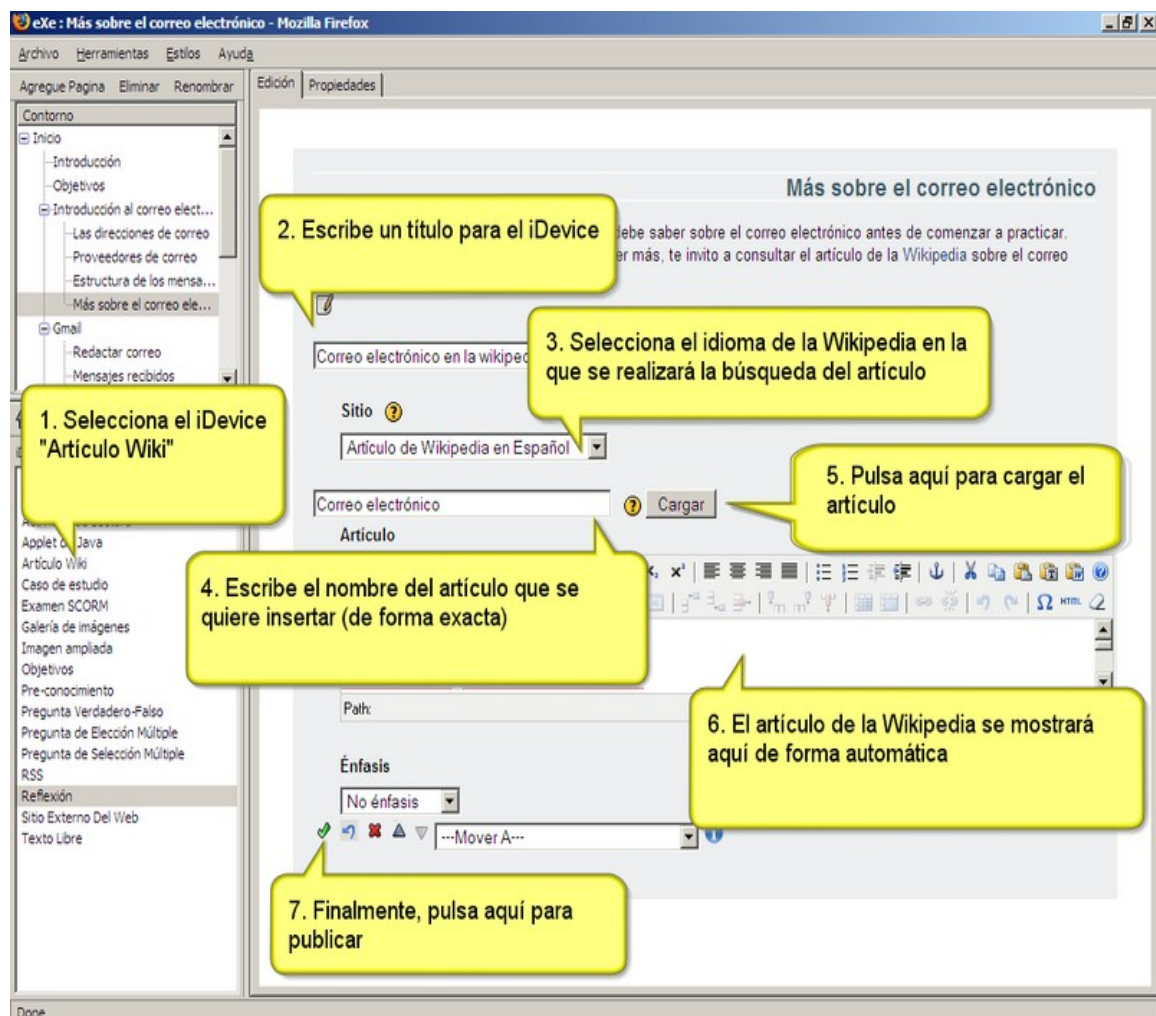 eXe : Más sobre el correo electrónico - Mozilla Firefox
Archivo Herramientas Estilos Ayuda
Agregue Pagina Eliminar Renombrar
Edición Propiedades
Contorno
Inicio
Introducción
Objetivos
Introducción al correo elect...
Las direcciones de correo
Proveedores de correo
Estructura de los mensa...
Más sobre el correo ele...
Gmail
Redactar correo
Mensajes recibidos
Más sobre el correo electrónico
2. Escribe un título para el iDevice
debe saber sobre el correo electrónico antes de comenzar a practicar.
er más, te invito a consultar el artículo de la Wikipedia sobre el correo
3. Selecciona el idioma de la Wikipedia en la
que se realizará la búsqueda del artículo
Correo electrónico en la wikiped
1. Selecciona el iDevice
"Artículo Wiki"
Sitio
Artículo de Wikipedia en Español
5. Pulsa aquí para cargar el
artículo
Correo electrónico
Cargar
Artículo
4. Escribe el nombre del artículo que se
quiere insertar (de forma exacta)
HTML
Applet de Java
Artículo Wiki
Caso de estudio
Examen SCORM
Galería de imágenes
Imagen ampliada
Objetivos
Pre-conocimiento
Pregunta Verdadero-Falso
Pregunta de Elección Múltiple
Pregunta de Selección Múltiple
RSS
Reflexión
Sitio Externo Del Web
Texto Libre
Path:
6. El artículo de la Wikipedia se mostrará
aquí de forma automática
Énfasis
No énfasis
---Mover A---
7. Finalmente, pulsa aquí para
publicar
Done